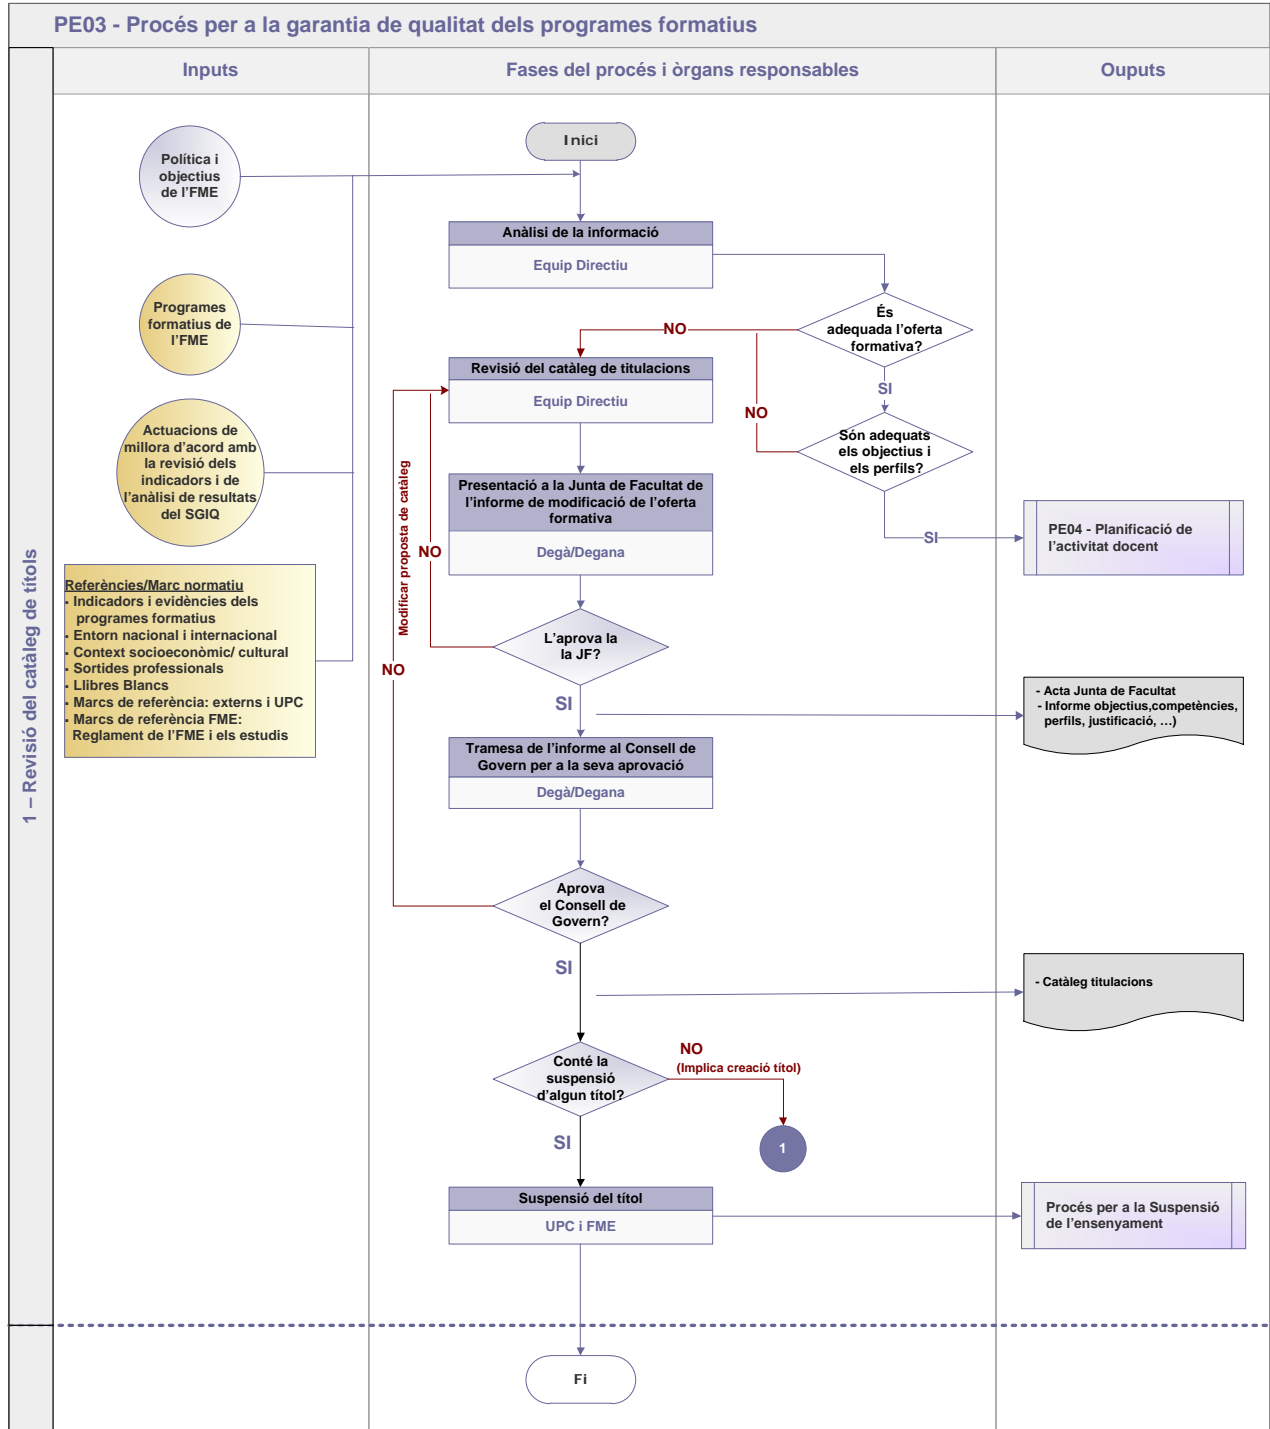 PE03 - Procés per a la garantia de qualitat dels programes formatius
Inputs
Fases del procés i òrgans responsables
Ouputs
1 – Revisió del catàleg de títols
Política i
objectius
de l'FME
Programes
formatius de
l'FME
Actuacions de
millora d'acord amb
la revisió dels
indicadors i de
l'anàlisi de resultats
del SGIQ
Referències/Marc normatiu
- Indicadors i evidències dels
programes formatius
- Entorn nacional i internacional
- Context socioeconòmic/ cultural
- Sortides professionals
- Llibres Blancs
- Marcs de referència: externs i UPC
- Marcs de referència FME:
Reglament de l'FME i els estudis
Inici
Anàlisi de la informació
Equip Directiu
És
adequada l'oferta
formativa?
NO
SI
Revisió del catàleg de titulacions
Equip Directiu
NO
Són adequats
els objectius i
els perfils?
SI
PE04 - Planificació de
l'activitat docent
Presentació a la Junta de Facultat de
l'informe de modificació de l'oferta
formativa
Degà/Degana
Modificar proposta de catàleg
NO
NO
L'aprova la
la JF?
SI
- Acta Junta de Facultat
- Informe objectius,competències,
perfils, justificació, …)
Tramesa de l'informe al Consell de
Govern per a la seva aprovació
Degà/Degana
Aprova
el Consell de
Govern?
SI
- Catàleg titulacions
Conté la
suspensió
d'algun títol?
NO
(Implica creació títol)
1
SI
Suspensió del títol
UPC i FME
Procés per a la Suspensió
de l'ensenyament
Fi